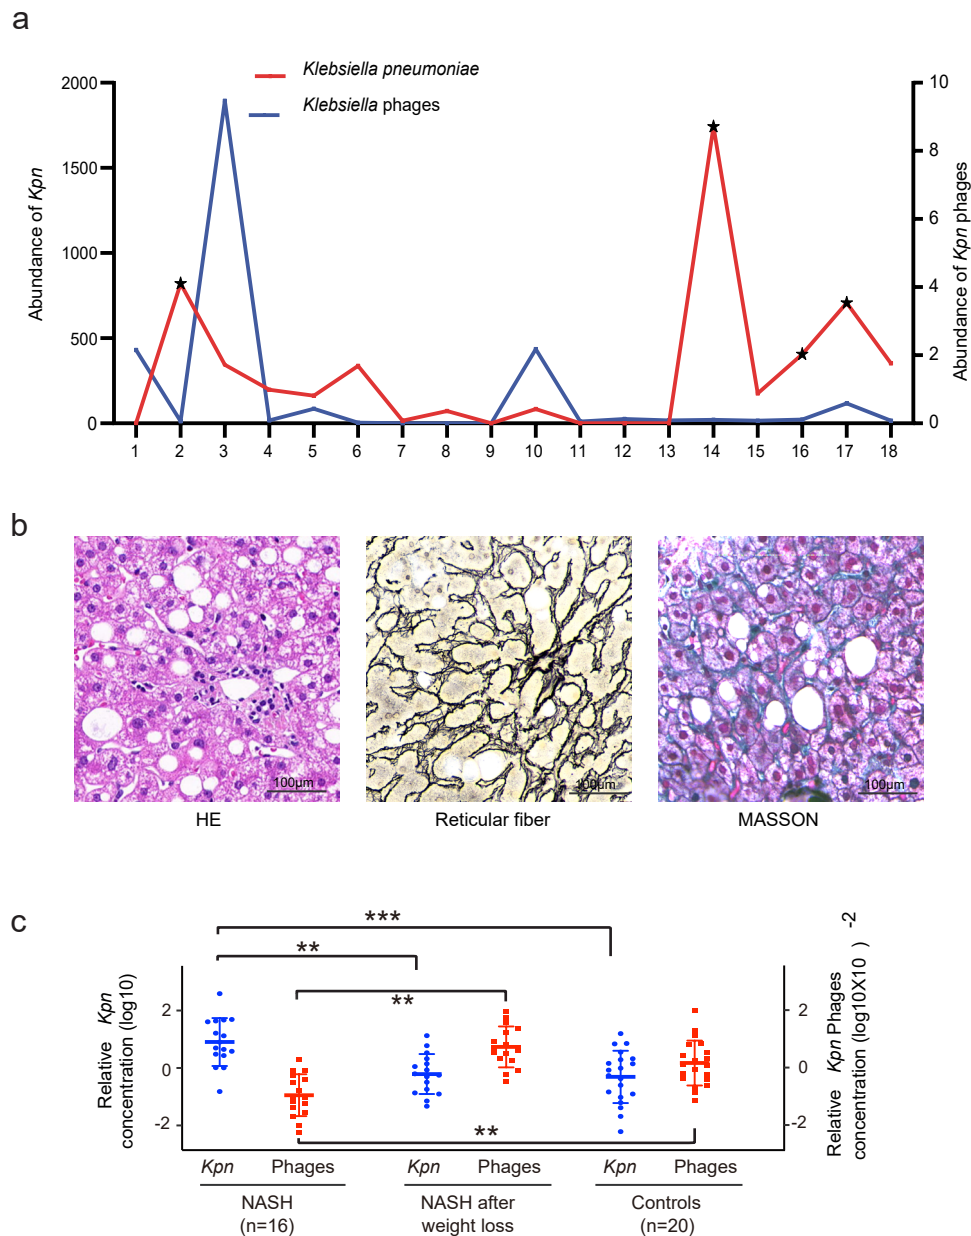 a
Klebsiella pneumoniae
Klebsiella phages
2000
1500
1000
500
0
Abundance of Kpn
10
8
6
4
2
0
Abundance of Kpn phages
1 2 3 4 5 6 7 8 9 10 11 12 13 14 15 16 17 18
b
100μm
100μm
100μm
HE
Reticular fiber
MASSON
c
***
**
**
**
Relative Kpn
concentration (log10)
2
0
-2
2
0
-2
Relative Kpn Phages
concentration (log10X10 -2)
Kpn Phages Kpn Phages Kpn Phages
NASH
(n=16)
NASH after
weight loss
Controls
(n=20)